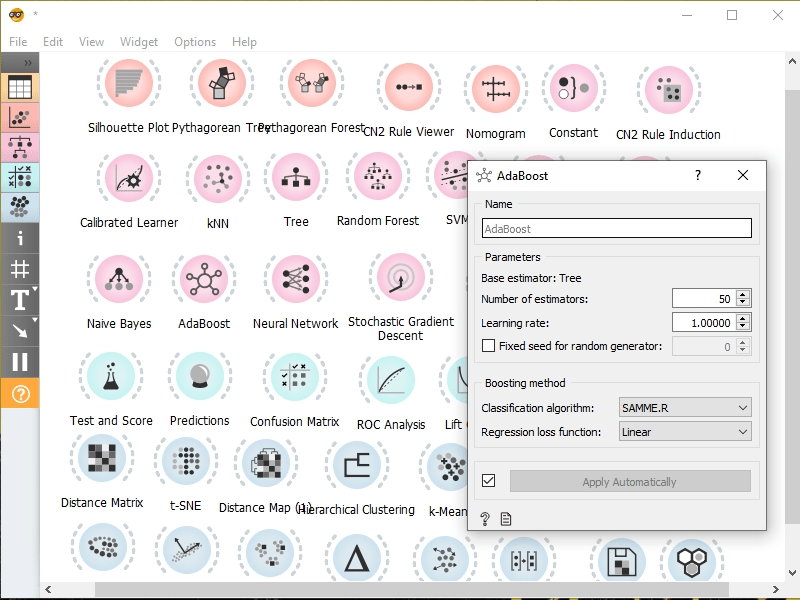 *
File Edit View Widget Options Help
Silhouette Plot Pythagorean Tree Pythagorean Forest CN2 Rule Viewer Nomogram Constant CN2 Rule Induction
Calibrated Learner kNN Tree Random Forest SVM
Naive Bayes AdaBoost Neural Network Stochastic Gradient
Descent
Test and Score Predictions Confusion Matrix ROC Analysis Lift
Distance Matrix t-SNE Distance Map (1) Hierarchical Clustering k-Mean
AdaBoost ?
Name
AdaBoost
Parameters
Base estimator: Tree
Number of estimators: 50
Learning rate: 1.00000
Fixed seed for random generator: 0
Boosting method
Classification algorithm: SAMME.R
Regression loss function: Linear
Apply Automatically
?